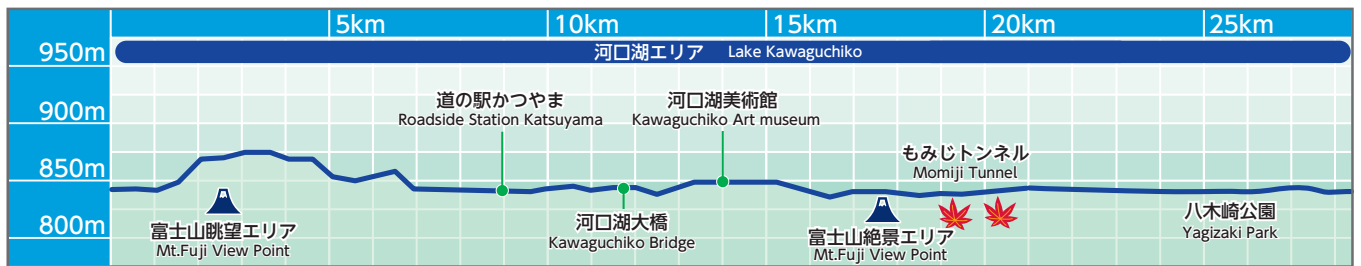 5km
10km
15km
20km
25km
950m
900m
850m
800m
河口湖エリア Lake Kawaguchiko
道の駅かつやま
Roadside Station Katsuyama
河口湖美術館
Kawaguchiko Art museum
もみじトンネル
Momiji Tunnel
富士山眺望エリア
Mt.Fuji View Point
河口湖大橋
Kawaguchiko Bridge
富士山絶景エリア
Mt.Fuji View Point
八木崎公園
Yagizaki Park